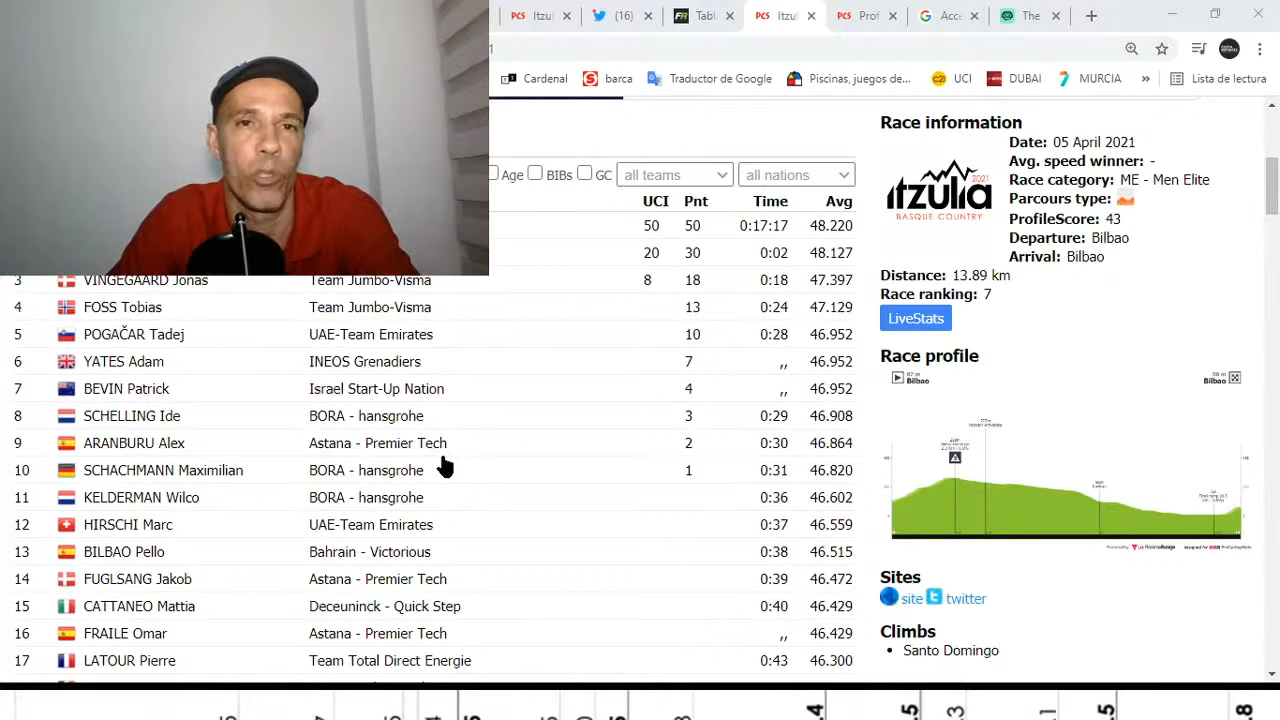 PCS Itzul
(16)
FR Tabl
PCS Itzul
PCS Prof
Acce
The
Cardenal
barca
Traductor de Google
Piscinas, juegos de...
UCI
DUBAI
MURCIA
»
Lista de lectura
Age BIBs GC all teams all nations
UCI Pnt Time Avg
50 50 0:17:17 48.220
20 30 0:02 48.127
3 VINGEGAARD Jonas Team Jumbo-Visma 8 18 0:18 47.397
4 FOSS Tobias Team Jumbo-Visma 13 0:24 47.129
5 POGAČAR Tadej UAE-Team Emirates 10 0:28 46.952
6 YATES Adam INEOS Grenadiers 7 ,, 46.952
7 BEVIN Patrick Israel Start-Up Nation 4 ,, 46.952
8 SCHELLING Ide BORA - hansgrohe 3 0:29 46.908
9 ARANBURU Alex Astana - Premier Tech 2 0:30 46.864
10 SCHACHMANN Maximilian BORA - hansgrohe 1 0:31 46.820
11 KELDERMAN Wilco BORA - hansgrohe 0:36 46.602
12 HIRSCHI Marc UAE-Team Emirates 0:37 46.559
13 BILBAO Pello Bahrain - Victorious 0:38 46.515
14 FUGLSANG Jakob Astana - Premier Tech 0:39 46.472
15 CATTANEO Mattia Deceuninck - Quick Step 0:40 46.429
16 FRAILE Omar Astana - Premier Tech ,, 46.429
17 LATOUR Pierre Team Total Direct Energie 0:43 46.300
Race information
Itzulia 2021
BASQUE COUNTRY
Date: 05 April 2021
Avg. speed winner: -
Race category: ME - Men Elite
Parcours type:
ProfileScore: 43
Departure: Bilbao
Arrival: Bilbao
Distance: 13.89 km
Race ranking: 7
LiveStats
Race profile
Bilbao
Bilbao
Sites
site twitter
Climbs
• Santo Domingo